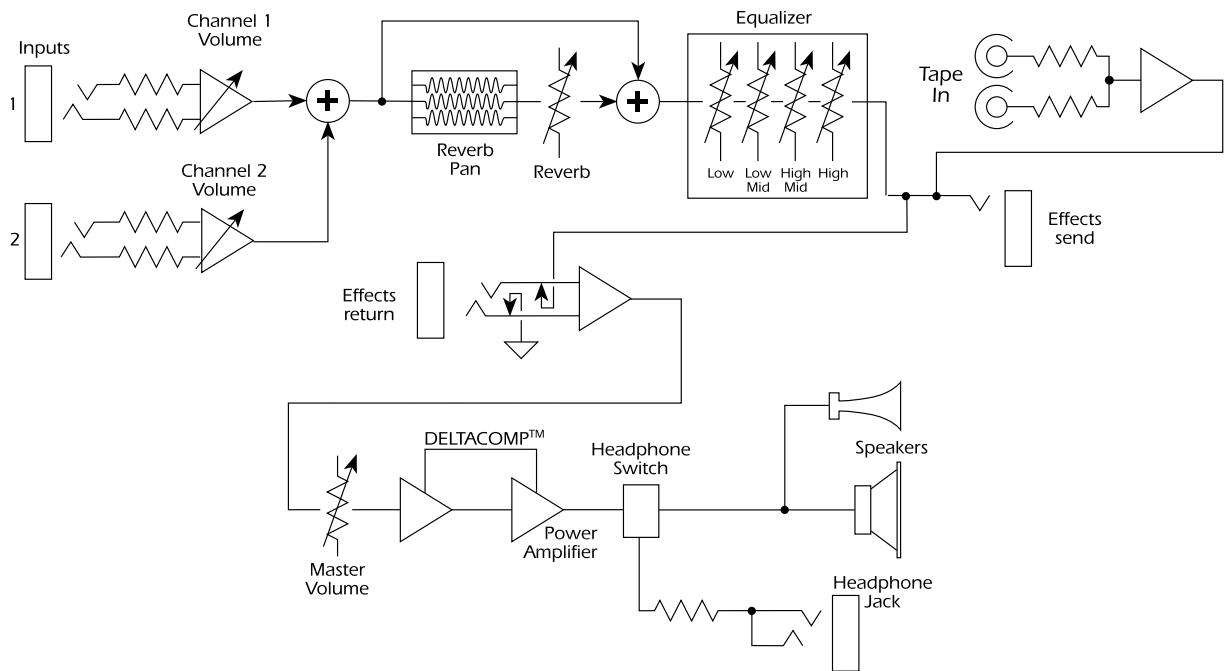 Channel 1
Volume
Inputs
1
Channel 2
Volume
2
Reverb
Pan
Reverb
Equalizer
Low
Low
Mid
High
Mid
High
Tape
In
Effects
send
Effects
return
DELTACOMP™
Master
Volume
Power
Amplifier
Headphone
Switch
Speakers
Headphone
Jack